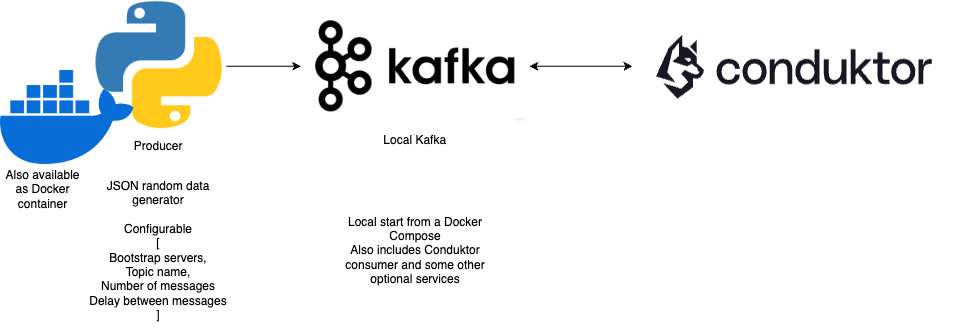 kafka
conduktor
Producer
Local Kafka
Also available
as Docker
container
JSON random data
generator
Configurable
[
Bootstrap servers,
Topic name,
Number of messages
Delay between messages
]
Local start from a Docker
Compose
Also includes Conduktor
consumer and some other
optional services